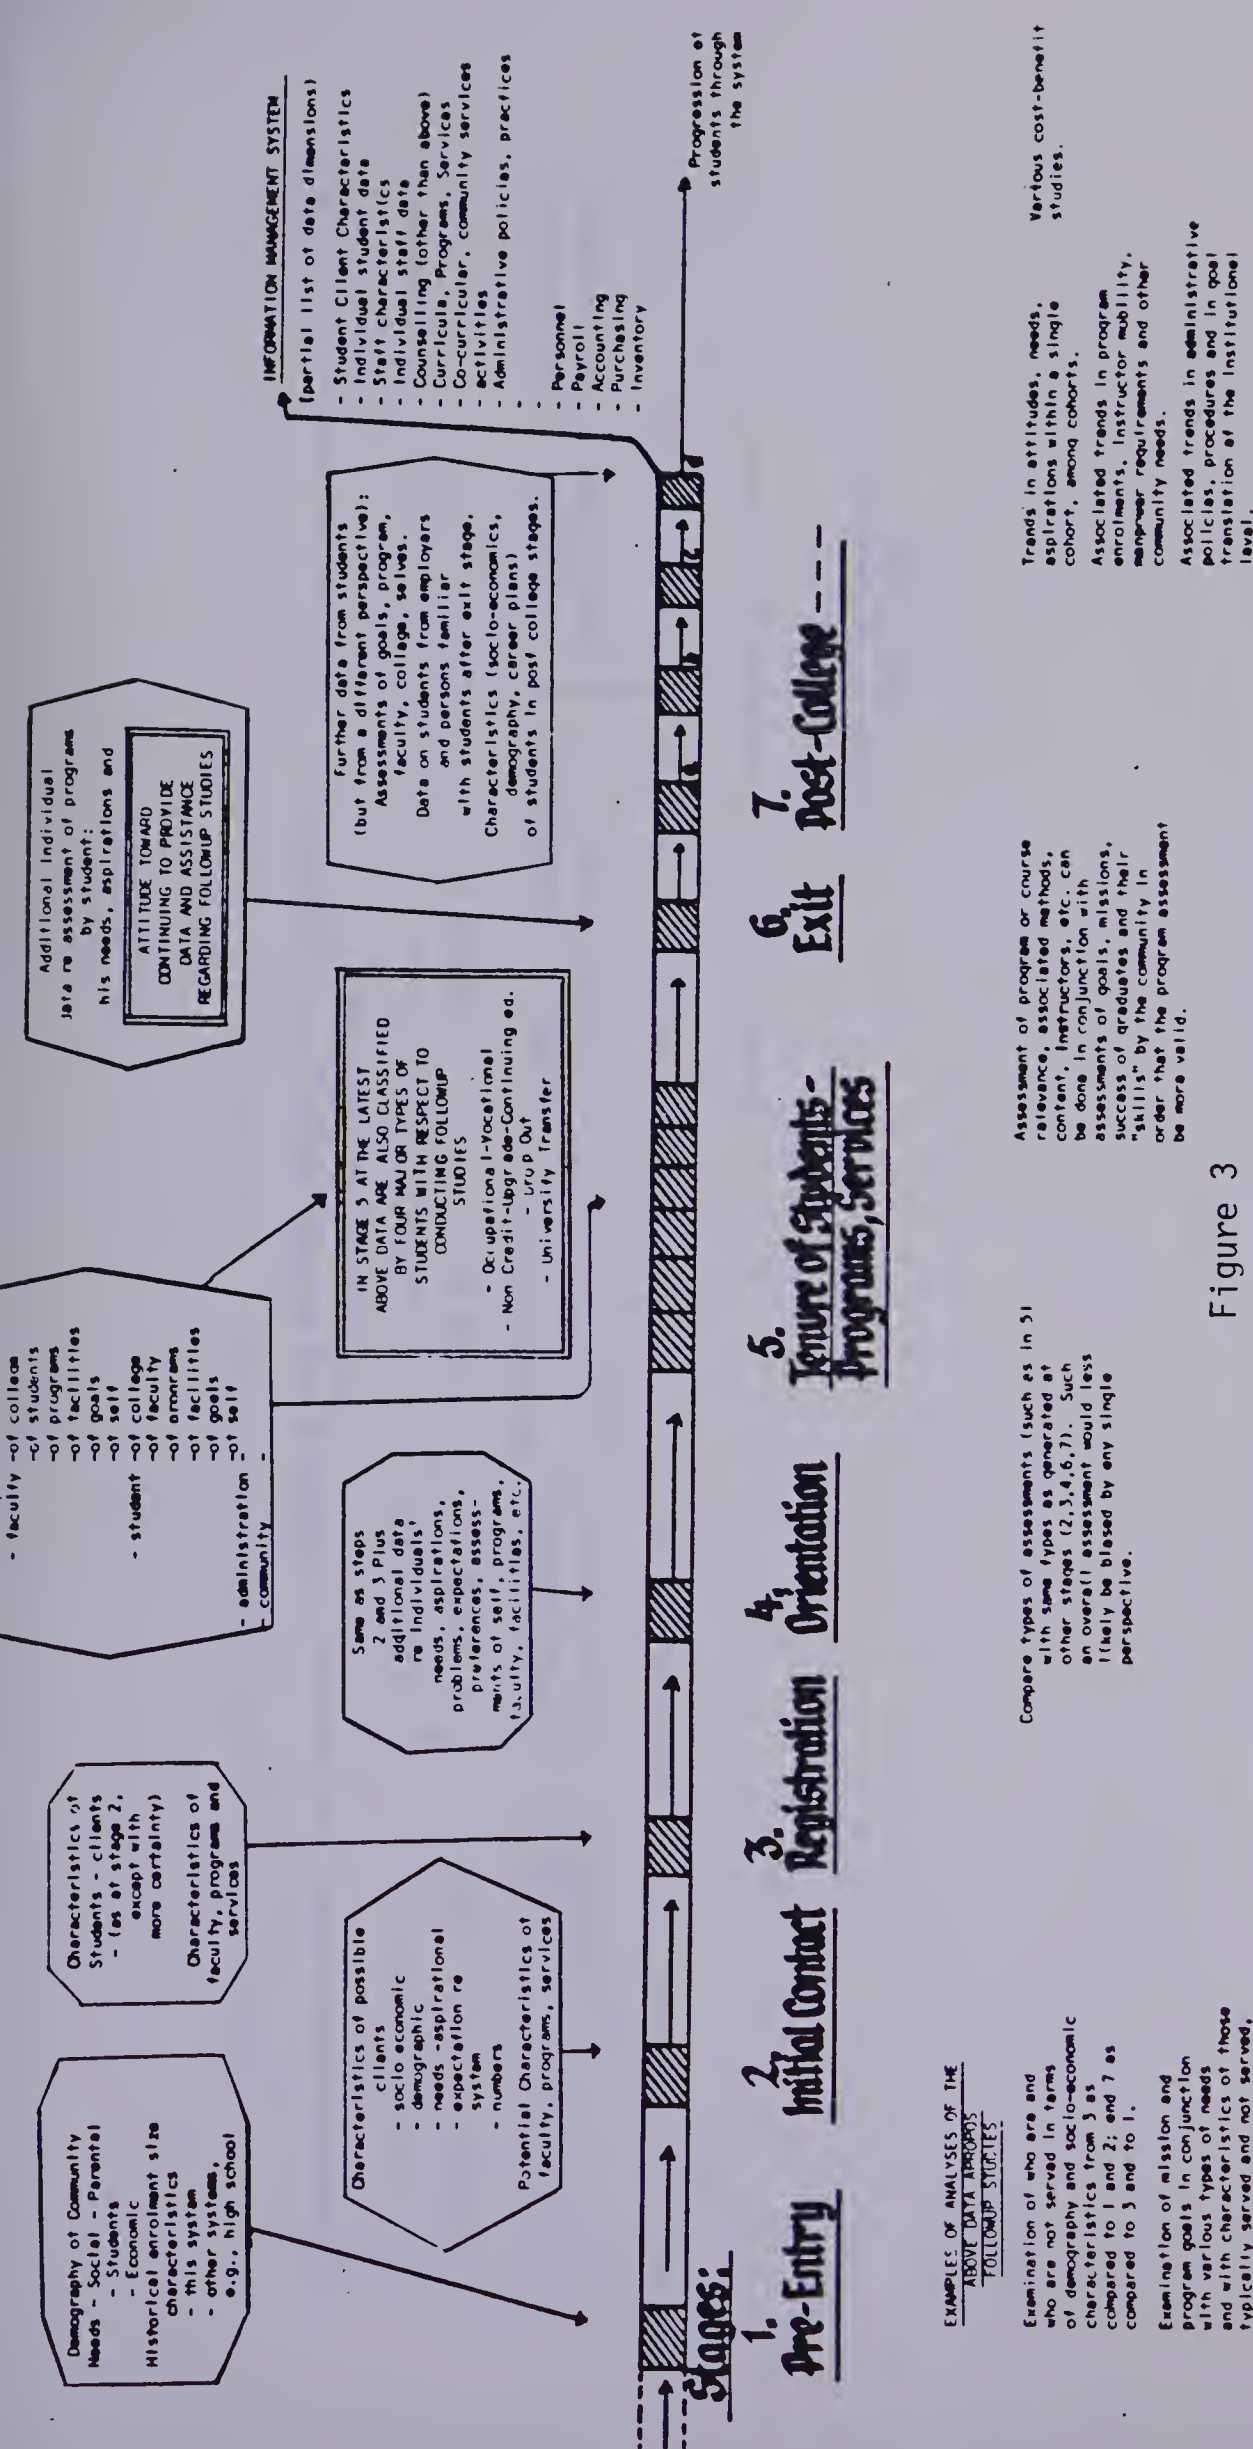 Demography of Community
Needs - Social - Parental
- Students
- Economic
Historical enrolment size
characteristics
- this system
- other systems,
e.g., high school
Characteristics of possible
clients
- socio economic
- demographic
- needs -aspirational
- expectation re
system
- numbers
Potential Characteristics of
faculty, programs, services
Characteristics of
Students - clients
- (as at stage 2,
except with
more certainty)
Characteristics of
faculty, programs and
services
Same as steps
2 and 3 Plus
additional data
re individuals'
needs, aspirations,
problems, expectations,
preferences, assess-
ments of self, programs,
faculty, facilities, etc.
- faculty -of college
-of students
-of programs
-of facilities
-of goals
-of self
- student -of college
-of faculty
-of programs
-of facilities
-of goals
-of self
- administration -
- community -
IN STAGE 5 AT THE LATEST
ABOVE DATA ARE ALSO CLASSIFIED
BY FOUR MAJOR TYPES OF
STUDENTS WITH RESPECT TO
CONDUCTING FOLLOWUP
STUDIES
- Occupational-Vocational
- Non Credit-Upgrade-Continuing ed.
- Drop Out
- University Transfer
Additional Individual
data re assessment of programs
by student:
his needs, aspirations and
ATTITUDE TOWARD
CONTINUING TO PROVIDE
DATA AND ASSISTANCE
REGARDING FOLLOWUP STUDIES
Further data from students
(but from a different perspective):
Assessments of goals, program,
faculty, college, selves.
Data on students from employers
and persons familiar
with students after exit stage.
Characteristics (socio-economics,
demography, career plans)
of students in post college stages.
INFORMATION MANAGEMENT SYSTEM
(partial list of data dimensions)
- Student Client Characteristics
- Individual student data
- Staff characteristics
- Individual staff data
- Counselling (other than above)
- Curricula, Programs, Services
- Co-curricular, community services
- activities
- Administrative policies, practices
-
-
- Personnel
- Payroll
- Accounting
- Purchasing
- Inventory
Progression of
students through
the system
Stages:
1. Pre-Entry
2. Initial Contact
3. Registration
4. Orientation
5. Tenure of Students-
Programs, Services
6. Exit
7. Post-College ----
EXAMPLES OF ANALYSES OF THE
ABOVE DATA APROPOS
FOLLOWUP STUDIES
Examination of who are and
who are not served in terms
of demography and socio-economic
characteristics from 3 as
compared to 1 and 2; and 7 as
compared to 3 and to 1.
Examination of mission and
program goals in conjunction
with various types of needs
and with characteristics of those
typically served and not served,
Compare types of assessments (such as in 5)
with same types as generated at
other stages (2,3,4,6,7). Such
an overall assessment would less
likely be biased by any single
perspective.
Assessment of program or course
relevance, associated methods,
content, instructors, etc. can
be done in conjunction with
assessments of goals, missions,
success of graduates and their
"skills" by the community in
order that the program assessment
be more valid.
Trends in attitudes, needs,
aspirations within a single
cohort, among cohorts.
Associated trends in program
enrolments, instructor mobility,
manpower requirements and other
community needs.
Associated trends in administrative
policies, procedures and in goal
translation at the institutional
level.
Various cost-benefit
studies.
Figure 3